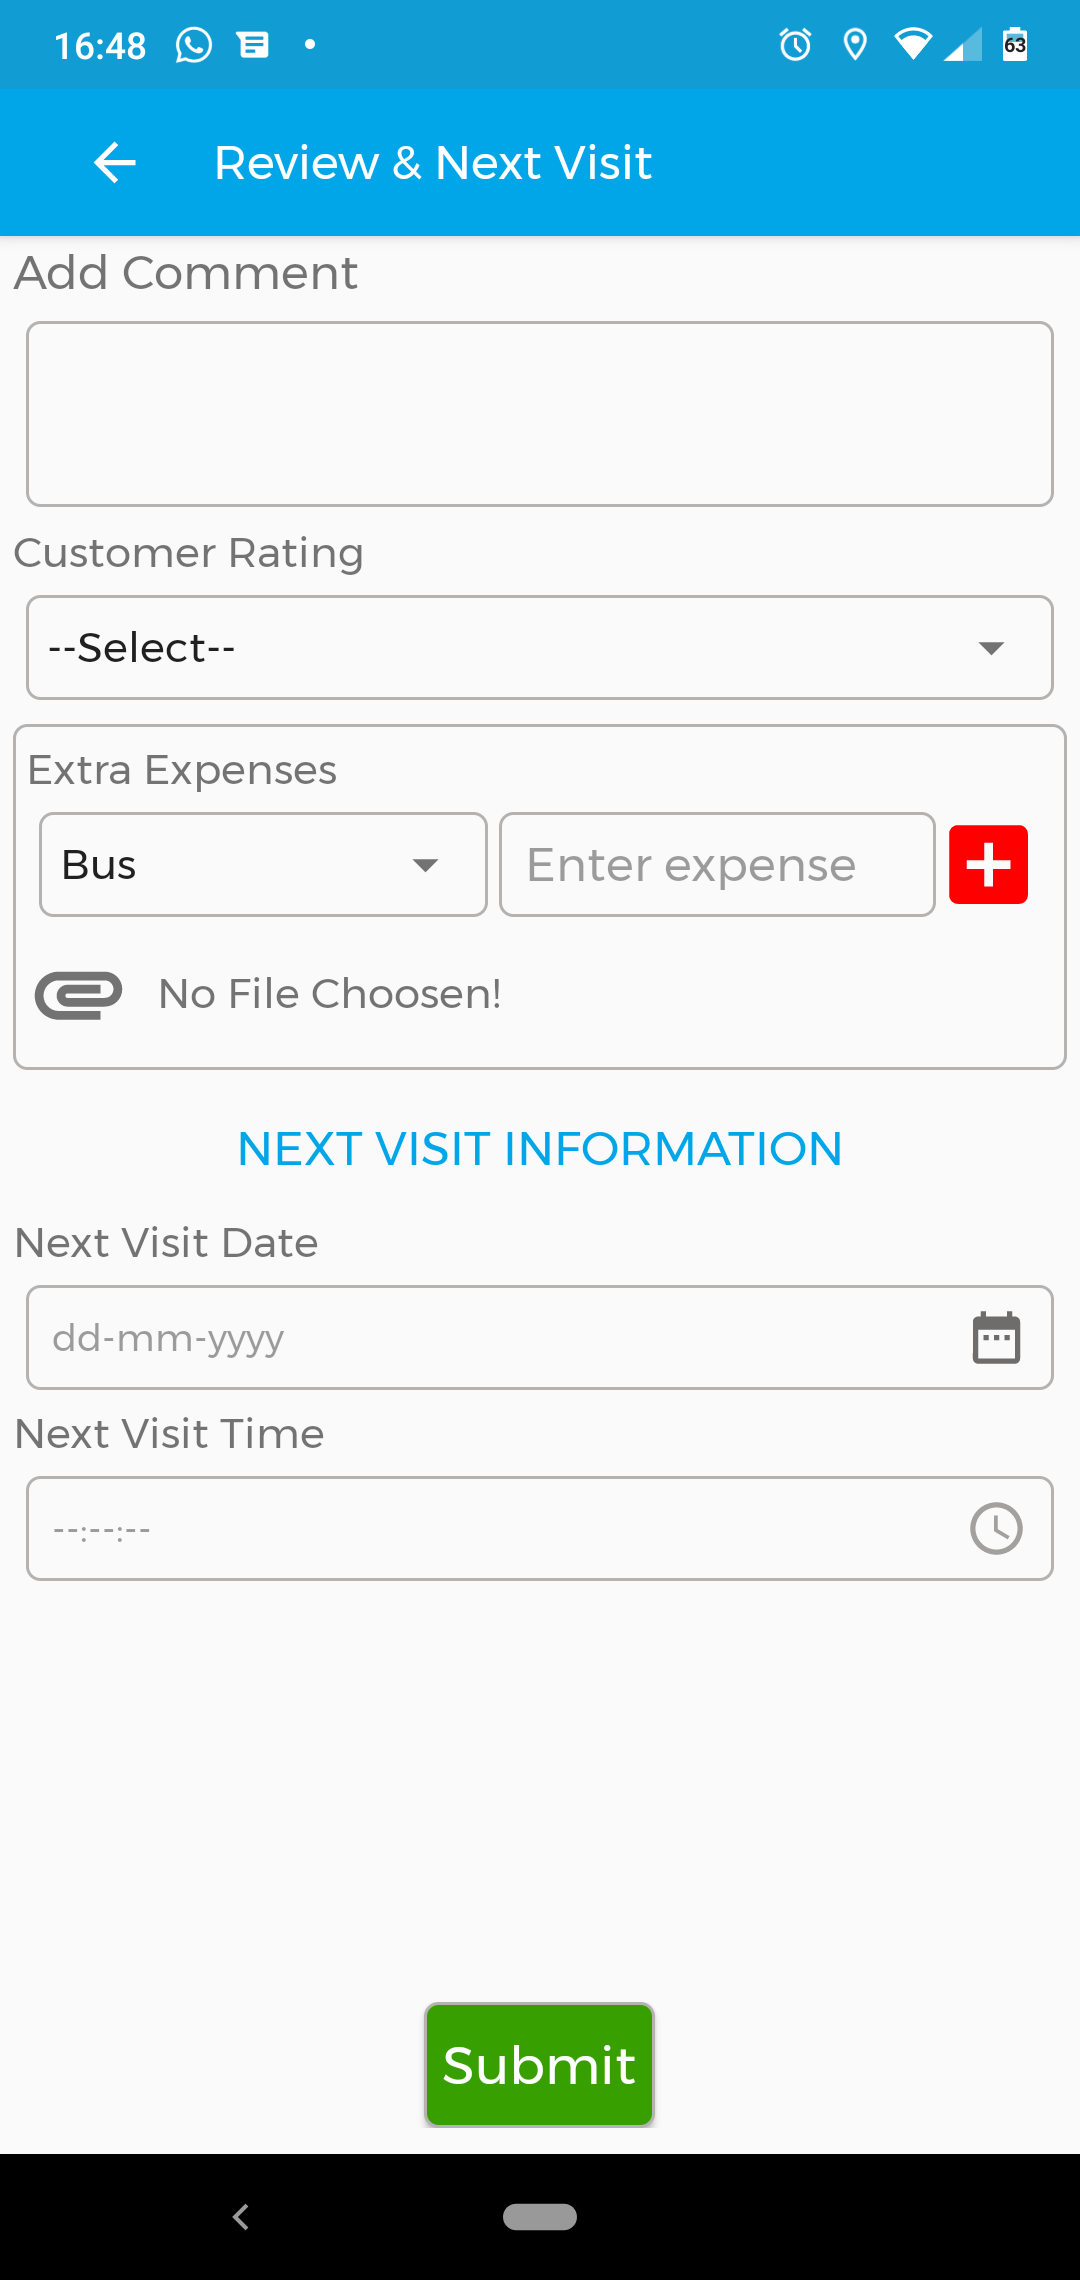 16:48
63
Review & Next Visit
Add Comment
Customer Rating
--Select--
Extra Expenses
Bus
Enter expense
No File Choosen!
NEXT VISIT INFORMATION
Next Visit Date
dd-mm-yyyy
Next Visit Time
--:--:--
Submit